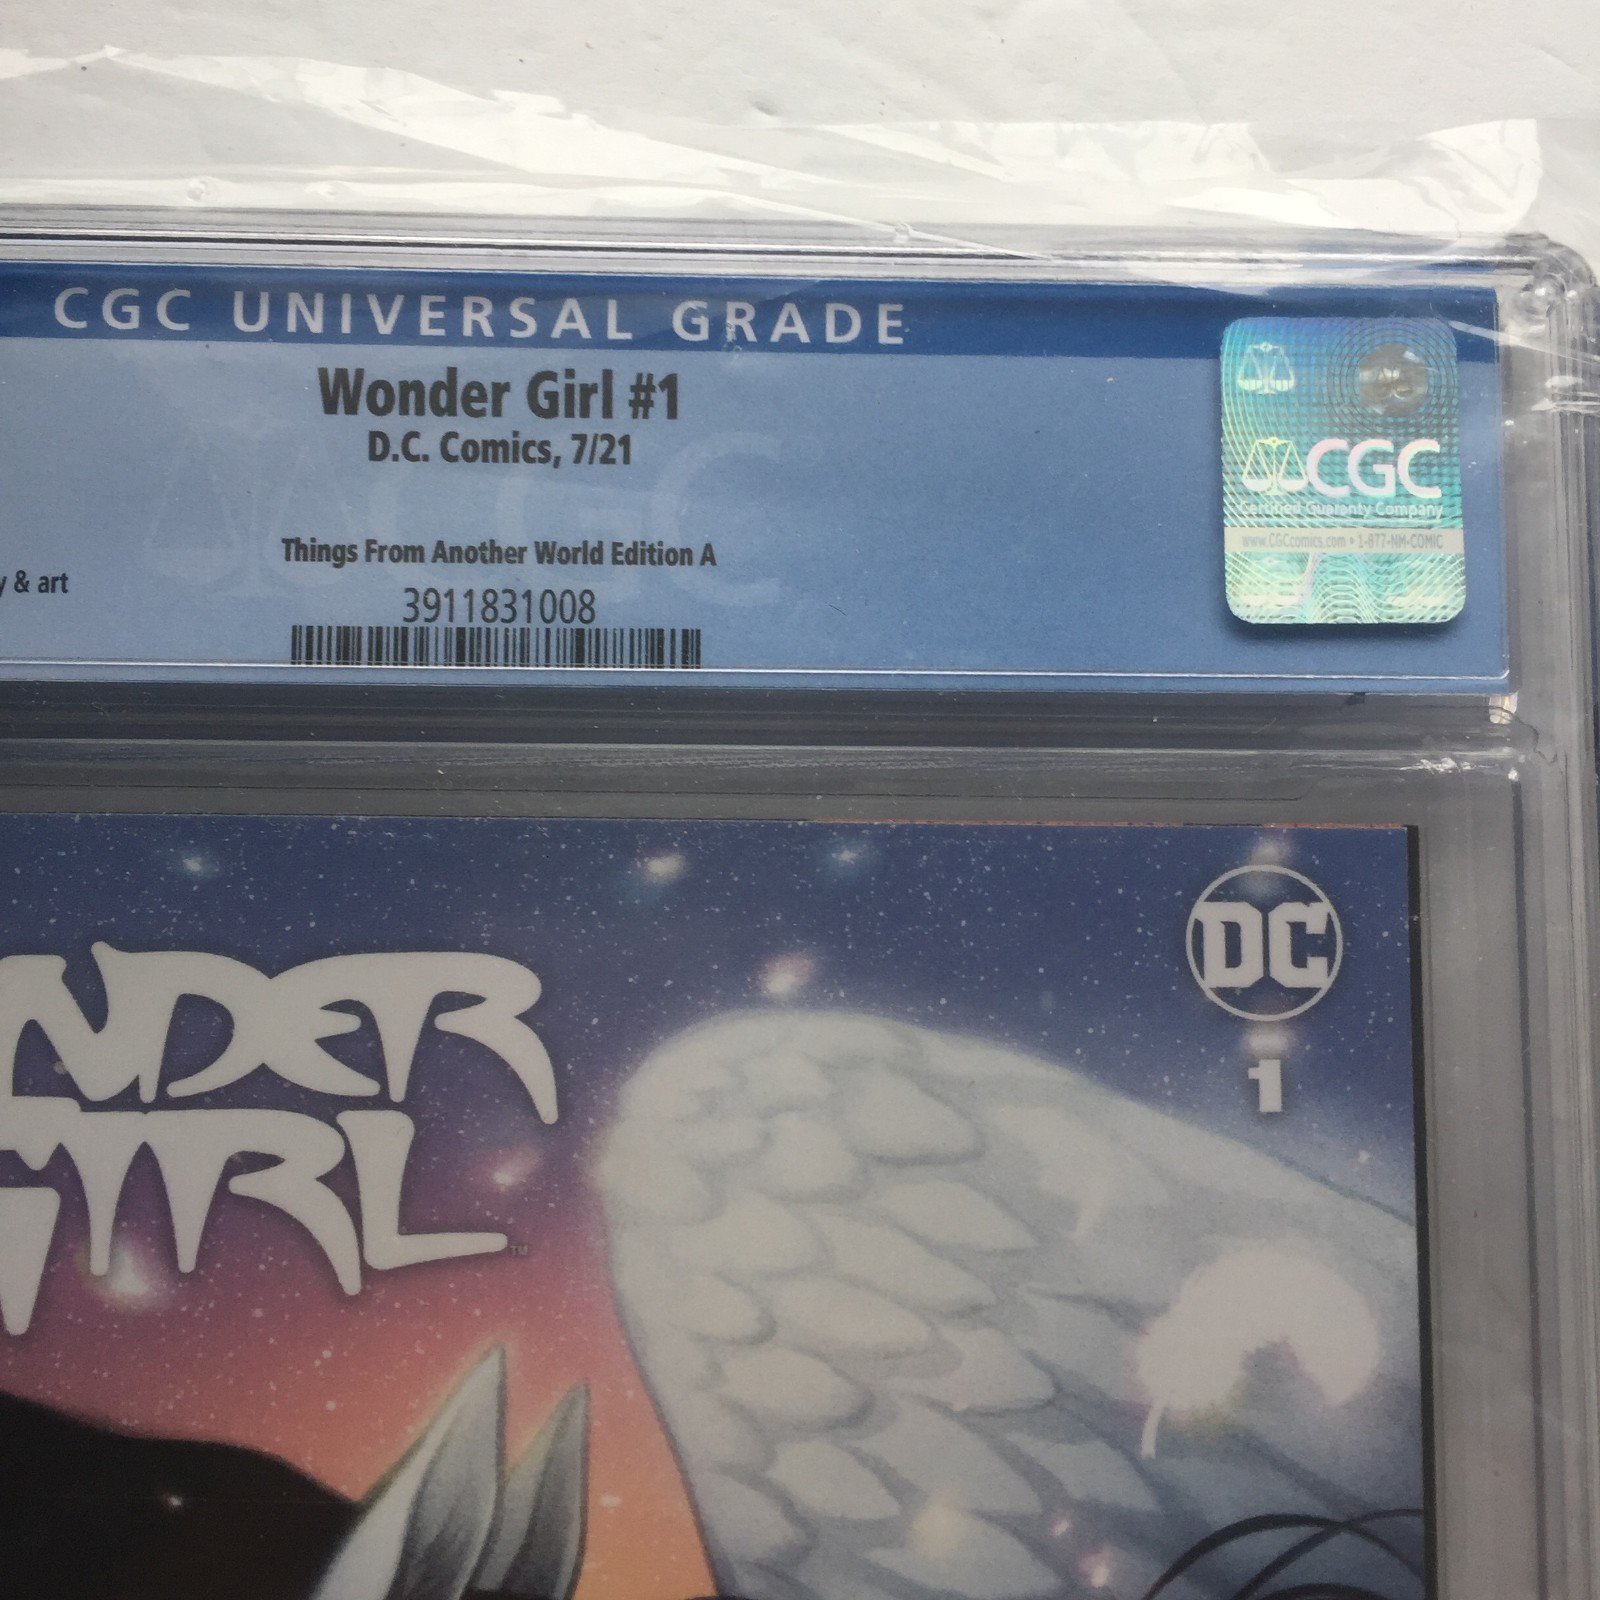 CGC UNIVERSAL GRADE
Wonder Girl #1
D.C. Comics, 7/21
Things From Another World Edition A
& art
3911831008
CGC
Certified Guaranty Company
www.CGCcomics.com • 1-877-NM-COMIC
DC
1
NDER
GIRL
TM